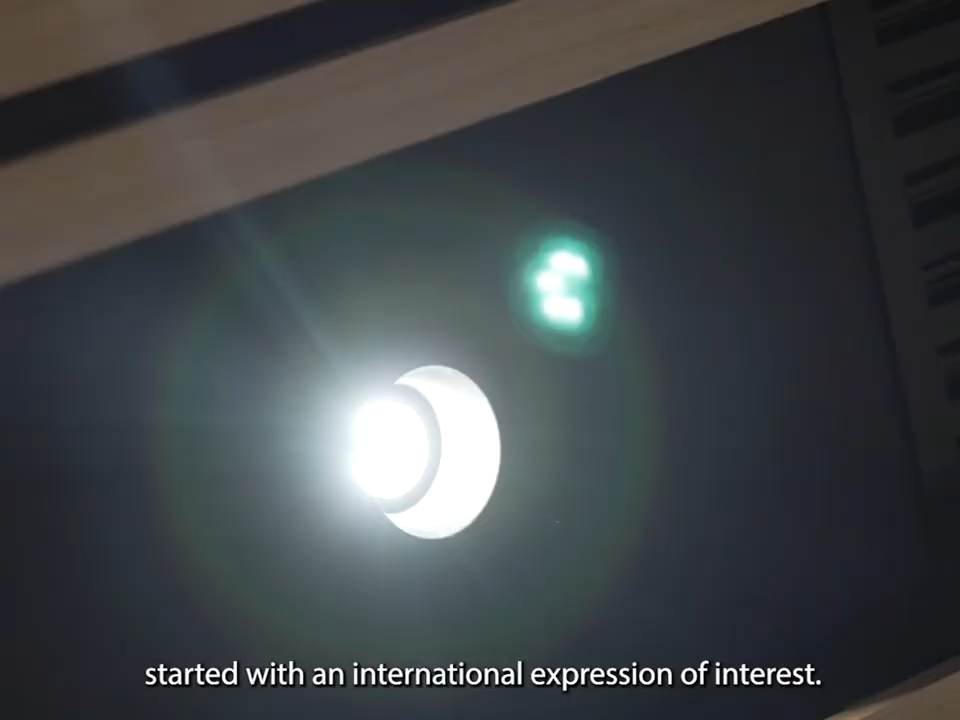 started with an international expression of interest.